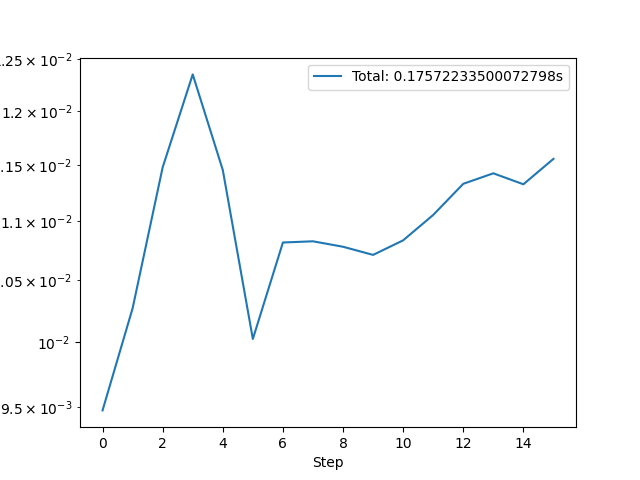 Total: 0.17572233500072798s
.25 × 10⁻²
1.2 × 10⁻²
.15 × 10⁻²
1.1 × 10⁻²
.05 × 10⁻²
10⁻²
9.5 × 10⁻³
0 2 4 6 8 10 12 14
Step